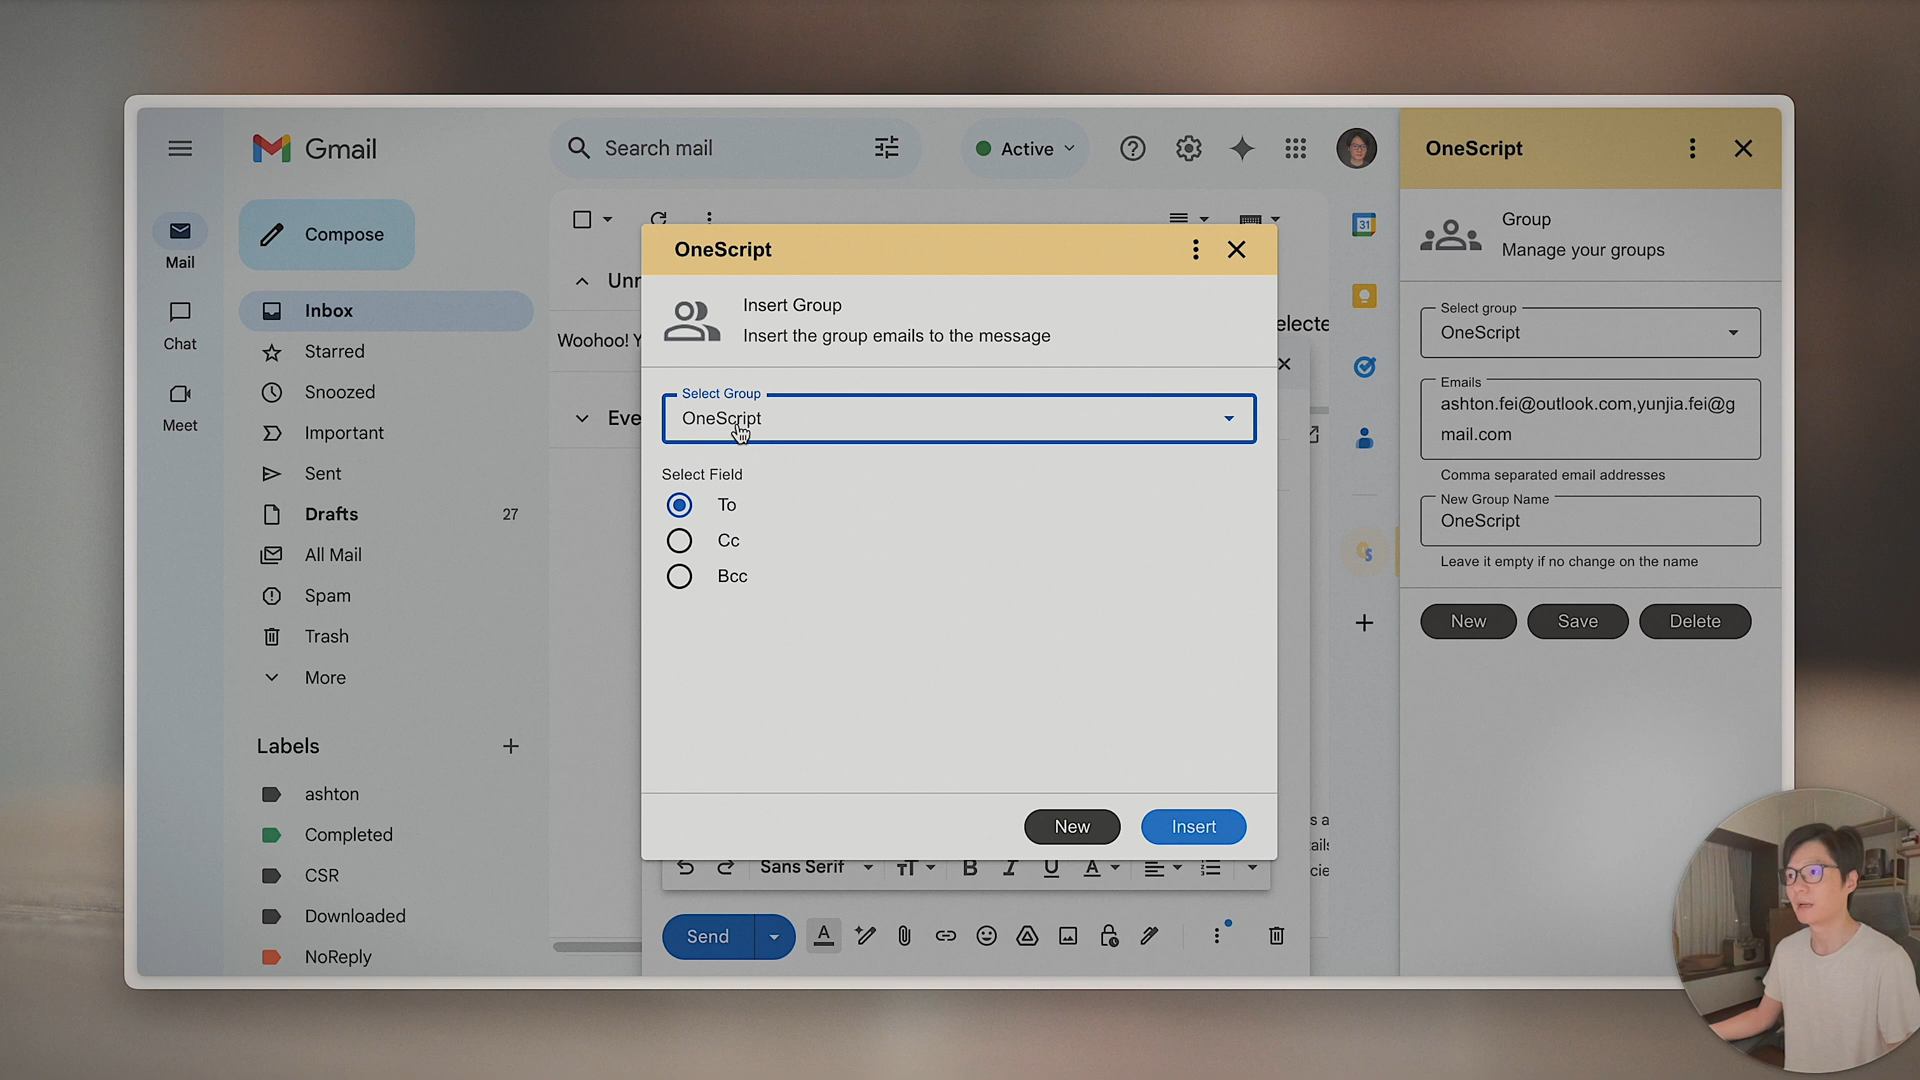 Gmail
Search mail
Active
OneScript
Compose
Mail
Chat
Meet
Inbox
Starred
Snoozed
Important
Sent
Drafts
27
All Mail
Spam
Trash
More
Labels
ashton
Completed
CSR
Downloaded
NoReply
Woohoo! Y
OneScript
Insert Group
Insert the group emails to the message
Select Group
OneScript
Select Field
To
Cc
Bcc
New
Insert
Sans Serif
Send
31
Group
Manage your groups
Select group
OneScript
Emails
ashton.fei@outlook.com,yunjia.fei@g
mail.com
Comma separated email addresses
New Group Name
OneScript
Leave it empty if no change on the name
New
Save
Delete